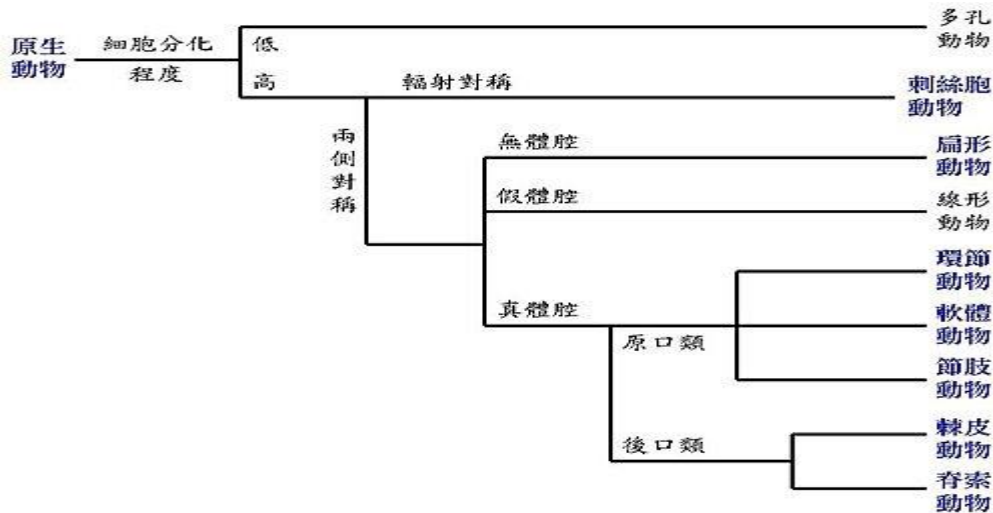 多孔
動物
原生
動物
細胞分化
程度
低
高
輻射對稱
刺絲胞
動物
兩側對稱
無體腔
扁形
動物
假體腔
線形
動物
環節
動物
真體腔
原口類
軟體
動物
節肢
動物
後口類
棘皮
動物
脊索
動物